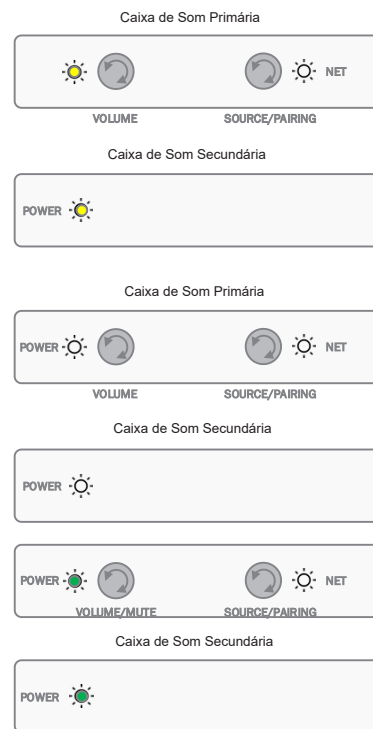 Caixa de Som Primária
NET
VOLUME SOURCE/PAIRING
Caixa de Som Secundária
POWER
Caixa de Som Primária
POWER NET
VOLUME SOURCE/PAIRING
Caixa de Som Secundária
POWER
POWER NET
VOLUME/MUTE SOURCE/PAIRING
Caixa de Som Secundária
POWER